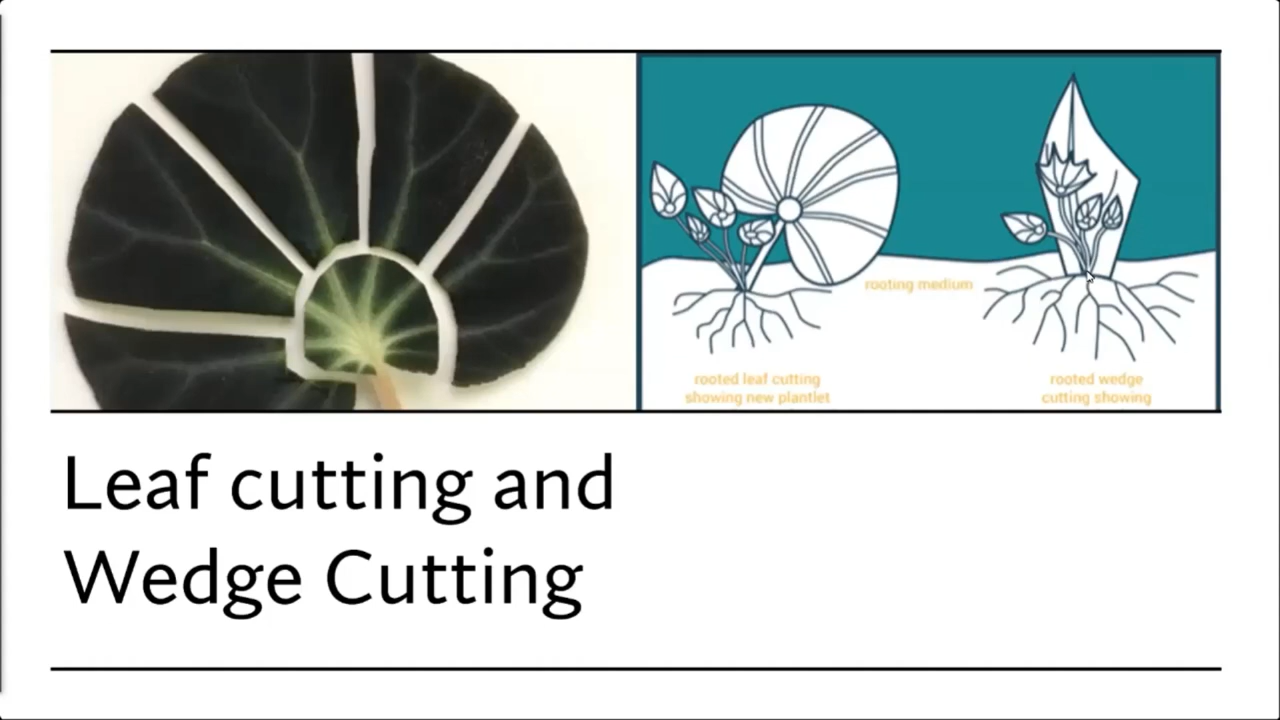 rooting medium
rooted leaf cutting
showing new plantlet
rooted wedge
cutting showing
Leaf cutting and
Wedge Cutting